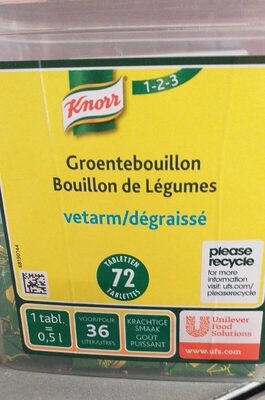 Knorr
1-2-3
Groentebouillon
Bouillon de Légumes
vetarm/dégraissé
TABLETTEN
72
TABLETTES
please
recycle
for more
information
visit: ufs.com/
pleaserecycle
68190144
1 tabl.
=
0,5 l
VOOR/POUR
36
LITER/LITRES
KRACHTIGE
SMAAK
GOÛT
PUISSANT
Unilever
Food
Solutions
www.ufs.com